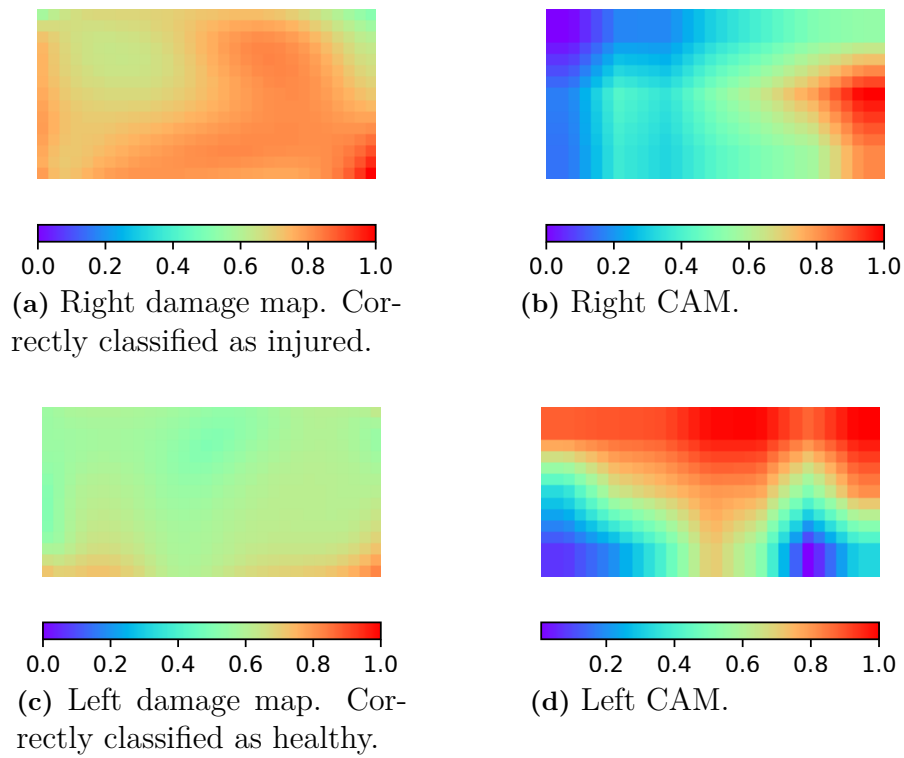 0.0 0.2 0.4 0.6 0.8 1.0
0.0 0.2 0.4 0.6 0.8 1.0
(a) Right damage map. Cor-
rectly classified as injured.
(b) Right CAM.
0.0 0.2 0.4 0.6 0.8 1.0
0.2 0.4 0.6 0.8 1.0
(c) Left damage map. Cor-
rectly classified as healthy.
(d) Left CAM.